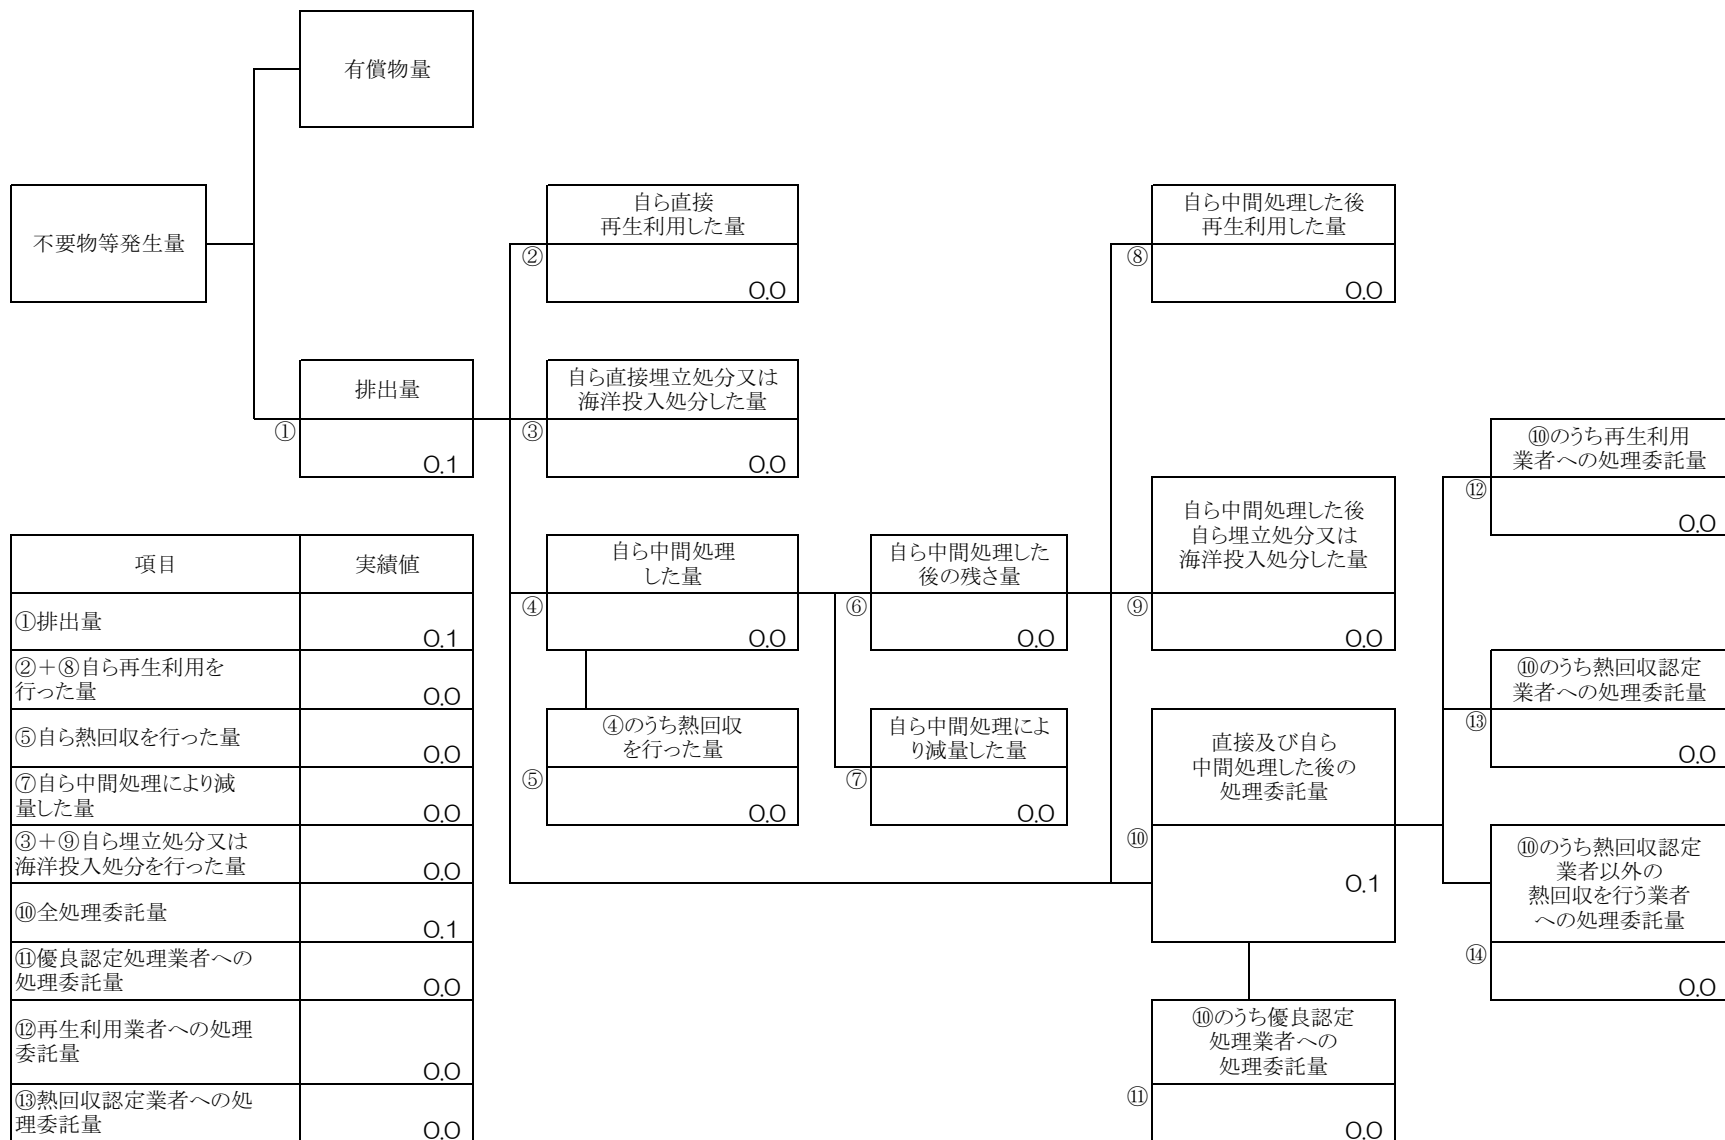 有償物量
不要物等発生量
排出量
①
0.1
自ら直接
再生利用した量
②
0.0
自ら直接埋立処分又は
海洋投入処分した量
③
0.0
自ら中間処理
した量
④
0.0
④のうち熱回収
を行った量
⑤
0.0
自ら中間処理した
後の残さ量
⑥
0.0
自ら中間処理によ
り減量した量
⑦
0.0
自ら中間処理した後
再生利用した量
⑧
0.0
自ら中間処理した後
自ら埋立処分又は
海洋投入処分した量
⑨
0.0
直接及び自ら
中間処理した後の
処理委託量
⑩
0.1
⑩のうち優良認定
処理業者への
処理委託量
⑪
0.0
⑩のうち再生利用
業者への処理委託量
⑫
0.0
⑩のうち熱回収認定
業者への処理委託量
⑬
0.0
⑩のうち熱回収認定
業者以外の
熱回収を行う業者
への処理委託量
⑭
0.0
項目 実績値
①排出量
0.1
②＋⑧自ら再生利用を
行った量
0.0
⑤自ら熱回収を行った量
0.0
⑦自ら中間処理により減
量した量
0.0
③＋⑨自ら埋立処分又は
海洋投入処分を行った量
0.0
⑩全処理委託量
0.1
⑪優良認定処理業者への
処理委託量
0.0
⑫再生利用業者への処理
委託量
0.0
⑬熱回収認定業者への処
理委託量
0.0